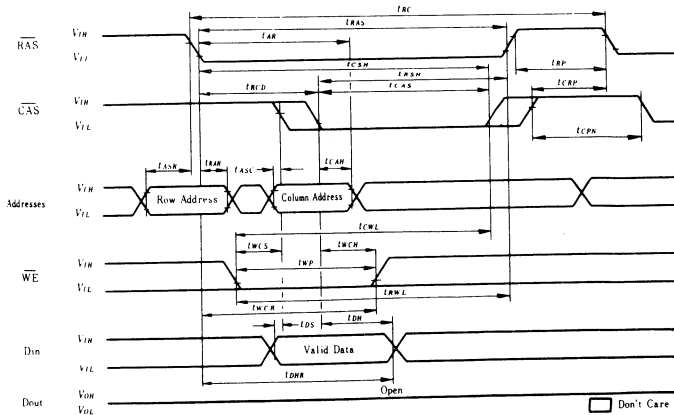 tRC
tRAS
tAR
RAS
VIH
VIL
tCSH
tRP
tRSH
tRCD
tCAS
tCRP
CAS
VIH
VIL
tCPN
tASR
tRAH
tASC
tCAH
Addresses
VIH
VIL
Row Address
Column Address
tCWL
tWCS
tWCH
WE
VIH
VIL
tWP
tRWL
tWCR
tDS
tDH
Din
VIH
VIL
Valid Data
tDHR
Open
Dout
VOH
VOL
Don't Care